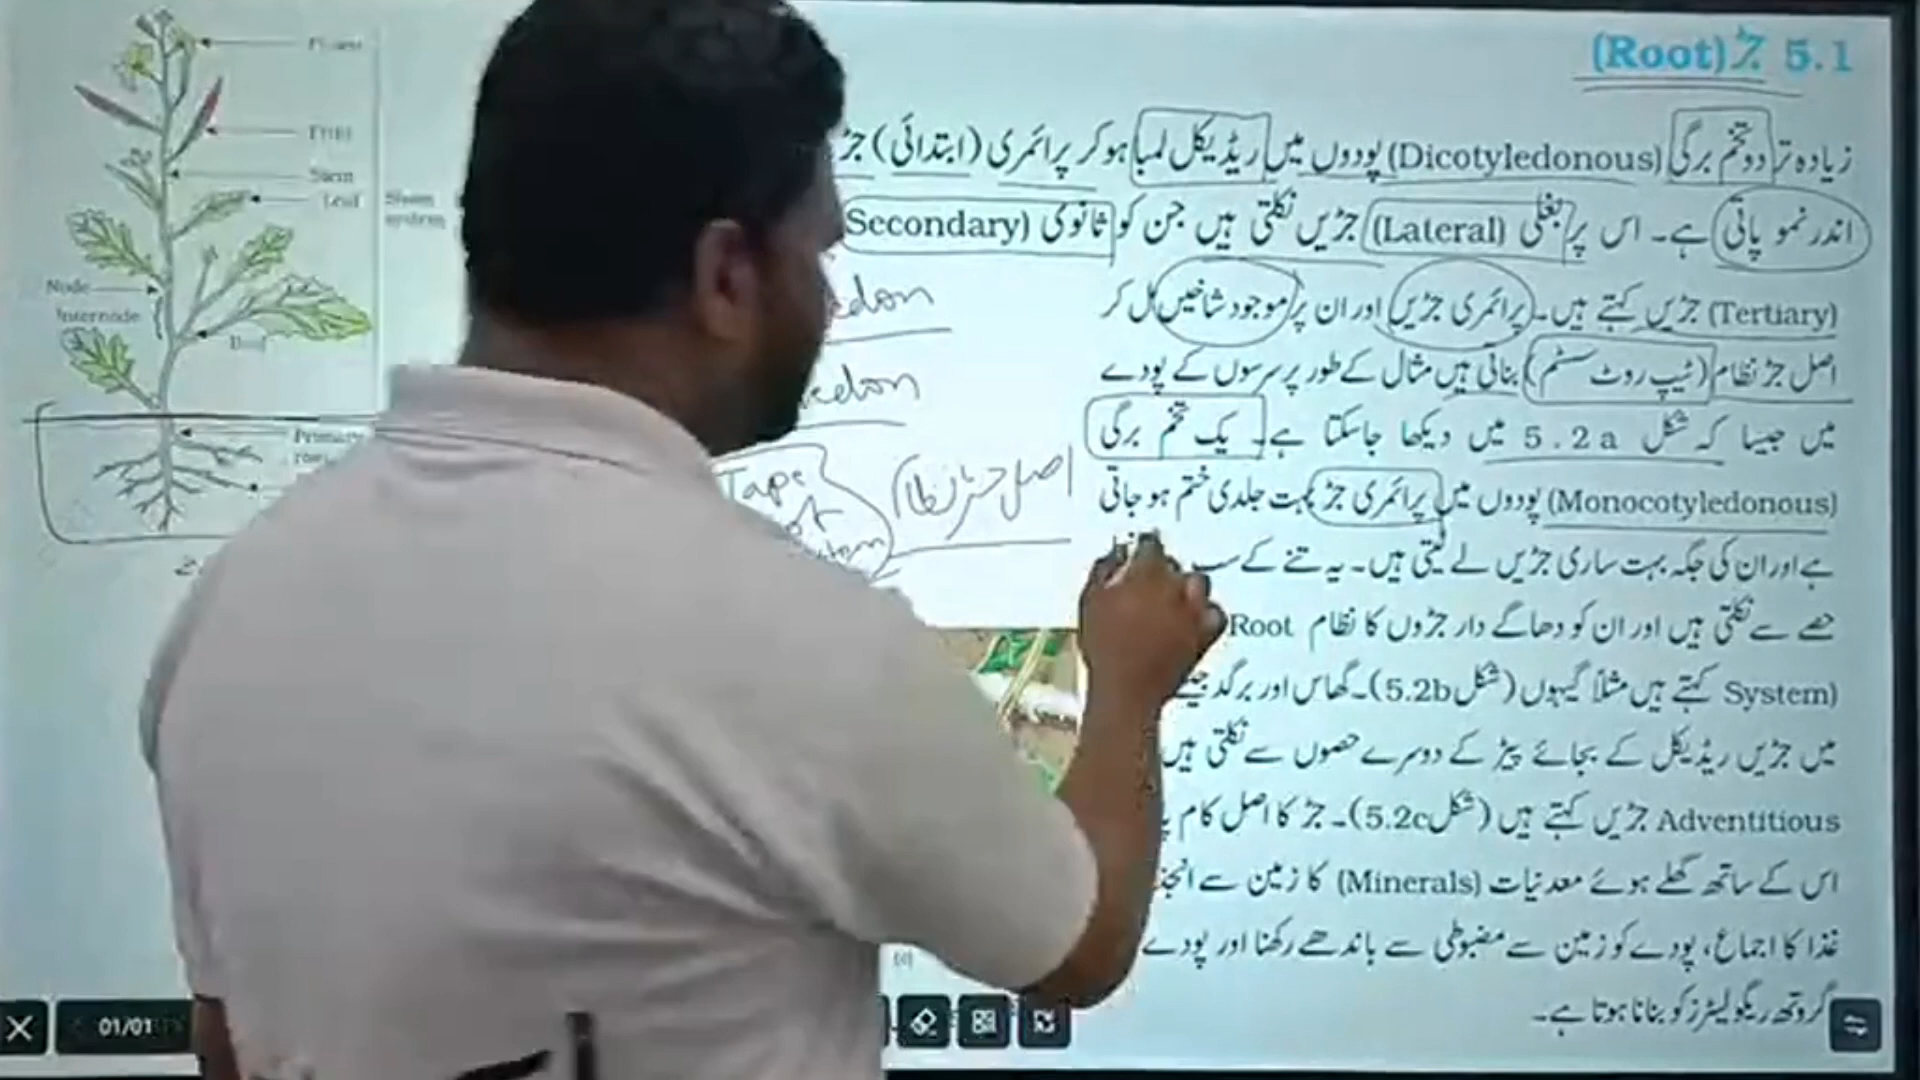 5.1 جڑ (Root)
زیادہ تر دو تخم برگی (Dicotyledonous) پودوں میں ریڈیکل لمبا ہو کر پرائمری (ابتدائی) جڑ
اندر نمو پاتی ہے۔ اس پر بغلی (Lateral) جڑیں نکلتی ہیں جن کو ثانوی (Secondary)
(Tertiary) جڑیں کہتے ہیں۔ پرائمری جڑیں اور ان پر موجود شاخیں مل کر
اصل جڑ نظام (ٹیپ روٹ سسٹم) بناتی ہیں مثال کے طور پر سرسوں کے پودے
میں جیسا کہ شکل 5.2a میں دیکھا جاسکتا ہے۔ یک تخم برگی
(Monocotyledonous) پودوں میں پرائمری جڑ بہت جلدی ختم ہو جاتی
ہے اور ان کی جگہ بہت ساری جڑیں لے لیتی ہیں۔ یہ تنے کے سب
حصے سے نکلتی ہیں اور ان کو دھاگے دار جڑوں کا نظام Root
System) کہتے ہیں مثلاً گیہوں (شکل 5.2b)۔ گھاس اور برگد جیسے
میں جڑیں ریڈیکل کے بجائے پیڑ کے دوسرے حصوں سے نکلتی ہیں
Adventitious جڑیں کہتے ہیں (شکل 5.2c)۔ جڑ کا اصل کام
اس کے ساتھ گھلے ہوئے معدنیات (Minerals) کا زمین سے
غذا کا اجماع، پودے کو زمین سے مضبوطی سے باندھے رکھنا اور پودے
گروتھ ریگولیٹرز کو بنانا ہوتا ہے۔
Flower
Fruit
Stem
Leaf
Shoot
system
Node
Internode
Bud
Primary
root
edon
edon
Tape
اصل جڑ نظام
01/01